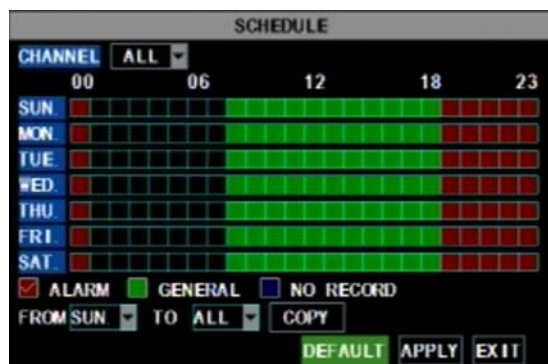 SCHEDULE
CHANNEL ALL
00 06 12 18 23
SUN.
MON.
TUE.
WED.
THU.
FRI.
SAT.
ALARM GENERAL NO RECORD
FROM SUN. TO ALL COPY
DEFAULT APPLY EXIT